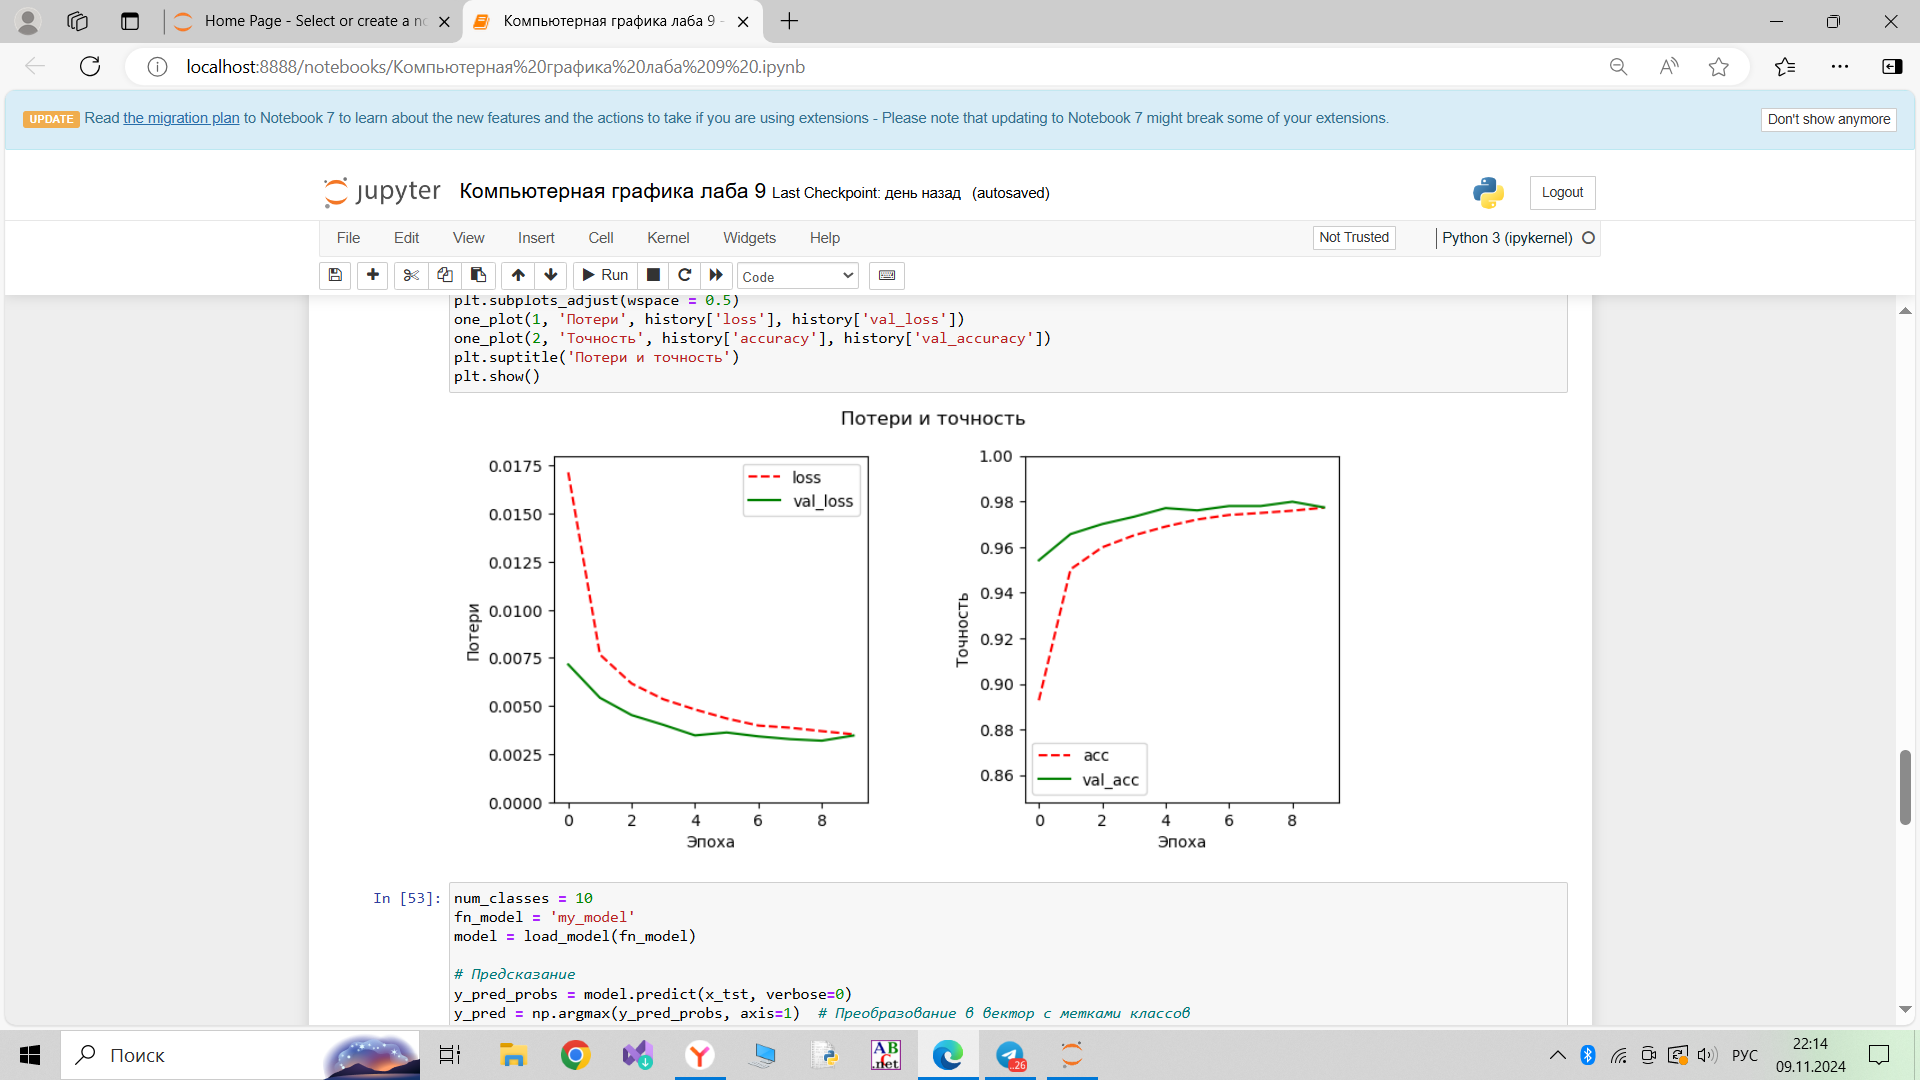 Home Page - Select or create a no
Компьютерная графика лаба 9 -
localhost:8888/notebooks/Компьютерная%20графика%20лаба%209%20.ipynb
UPDATE Read the migration plan to Notebook 7 to learn about the new features and the actions to take if you are using extensions - Please note that updating to Notebook 7 might break some of your extensions.
Don't show anymore
jupyter Компьютерная графика лаба 9 Last Checkpoint: день назад (autosaved)
Logout
File Edit View Insert Cell Kernel Widgets Help
Not Trusted
Python 3 (ipykernel)
Run
Code
plt.subplots_adjust(wspace = 0.5)
one_plot(1, 'Потери', history['loss'], history['val_loss'])
one_plot(2, 'Точность', history['accuracy'], history['val_accuracy'])
plt.suptitle('Потери и точность')
plt.show()
Потери и точность
0.0175
0.0150
0.0125
0.0100
0.0075
0.0050
0.0025
0.0000
Потери
loss
val_loss
0 2 4 6 8
Эпоха
1.00
0.98
0.96
0.94
0.92
0.90
0.88
0.86
Точность
acc
val_acc
0 2 4 6 8
Эпоха
In [53]:
num_classes = 10
fn_model = 'my_model'
model = load_model(fn_model)
# Предсказание
y_pred_probs = model.predict(x_tst, verbose=0)
y_pred = np.argmax(y_pred_probs, axis=1)  # Преобразование в вектор с метками классов
Поиск
ABC.net
..26
РУС
22:14
09.11.2024